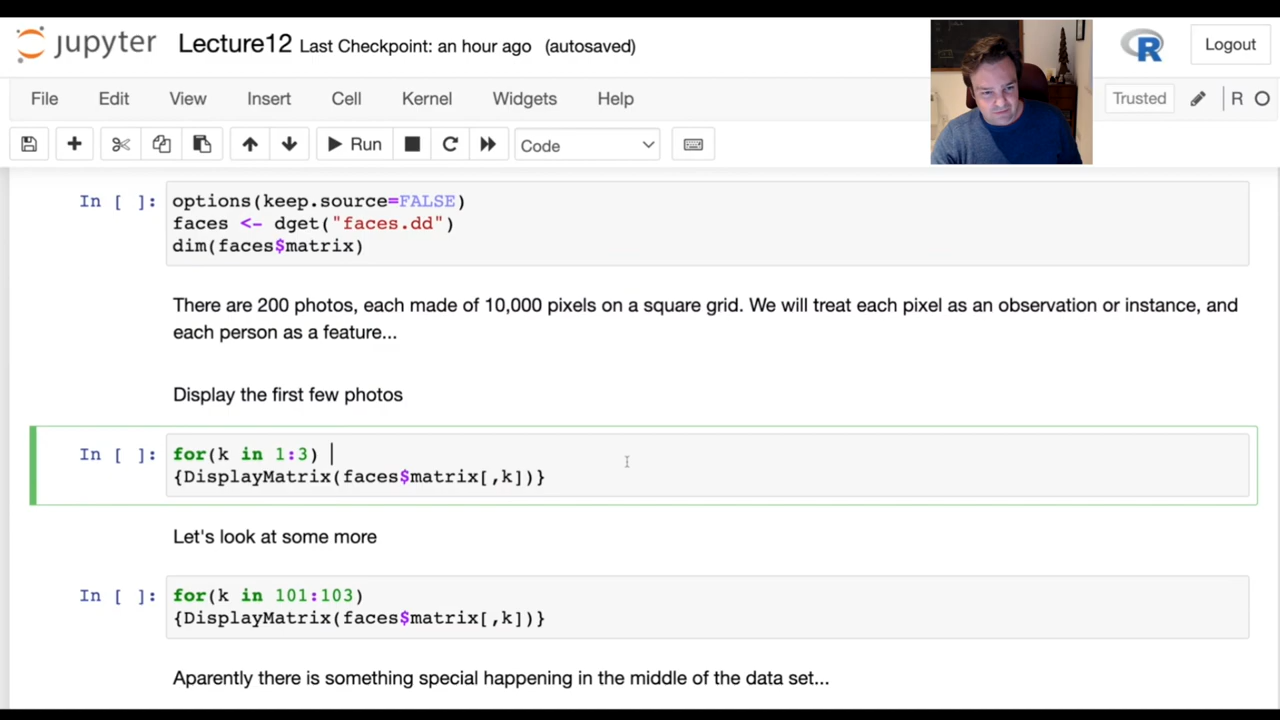 jupyter Lecture12 Last Checkpoint: an hour ago (autosaved) R Logout
File Edit View Insert Cell Kernel Widgets Help Trusted R
Run Code
In [ ]: options(keep.source=FALSE)
faces <- dget("faces.dd")
dim(faces$matrix)
There are 200 photos, each made of 10,000 pixels on a square grid. We will treat each pixel as an observation or instance, and
each person as a feature...
Display the first few photos
In [ ]: for(k in 1:3)
{DisplayMatrix(faces$matrix[,k])}
Let's look at some more
In [ ]: for(k in 101:103)
{DisplayMatrix(faces$matrix[,k])}
Aparently there is something special happening in the middle of the data set...